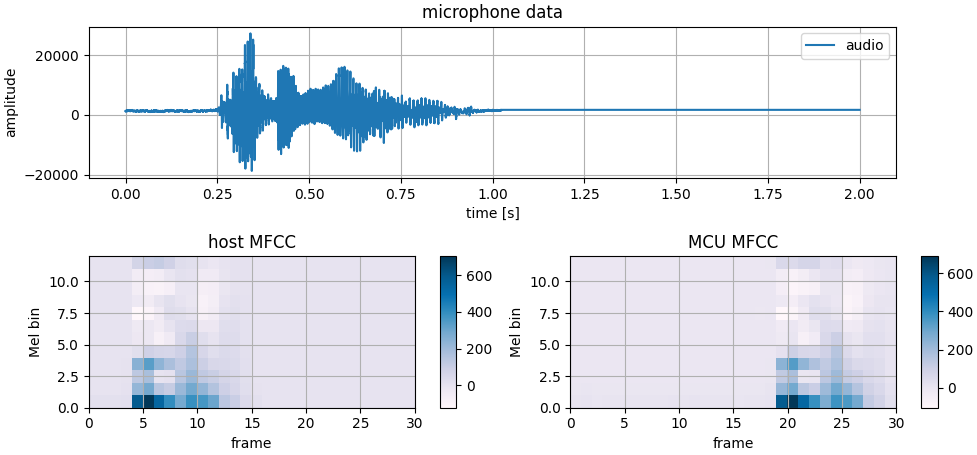 microphone data
20000
0
−20000
amplitude
audio
0.00 0.25 0.50 0.75 1.00 1.25 1.50 1.75 2.00
time [s]
host MFCC
10.0
7.5
5.0
2.5
0.0
Mel bin
0 5 10 15 20 25 30
frame
600
400
200
0
MCU MFCC
10.0
7.5
5.0
2.5
0.0
Mel bin
0 5 10 15 20 25 30
frame
600
400
200
0